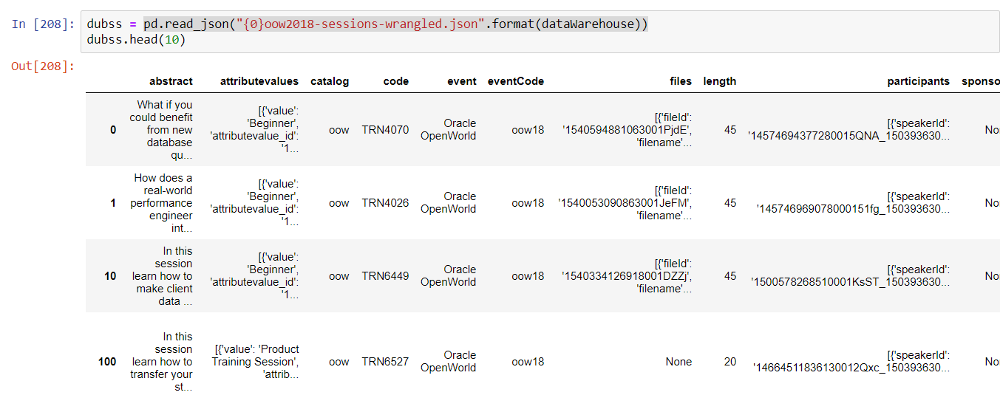 In [208]: dubss = pd.read_json("{0}oow2018-sessions-wrangled.json".format(dataWarehouse))
dubss.head(10)
Out[208]:
abstract attributevalues catalog code event eventCode files length participants sponso
What if you
could benefit
from new
database
qu...
[{'value':
'Beginner',
'attributevalue_id':
'1...
0 oow TRN4070
Oracle
OpenWorld
oow18
[{'fileId':
'1540594881063001PjdE',
'filename'...
45
[{'speakerId':
'14574694377280015QNA_150393630...
No
How does a
real-world
performance
engineer
int...
[{'value':
'Beginner',
'attributevalue_id':
'1...
1 oow TRN4026
Oracle
OpenWorld
oow18
[{'fileId':
'1540053090863001JeFM',
'filename'...
45
[{'speakerId':
'145746969078000151fg_150393630...
No
In this
session
learn how to
make client
data ...
[{'value':
'Beginner',
'attributevalue_id':
'1...
10 oow TRN6449
Oracle
OpenWorld
oow18
[{'fileId':
'1540334126918001DZZj',
'filename'...
45
[{'speakerId':
'1500578268510001KsST_150393630...
No
In this
session
learn how to
transfer your
st...
[{'value': 'Product
Training Session',
'attrib...
100 oow TRN6527
Oracle
OpenWorld
oow18
None
20
[{'speakerId':
'14664511836130012Qxc_150393630...
No